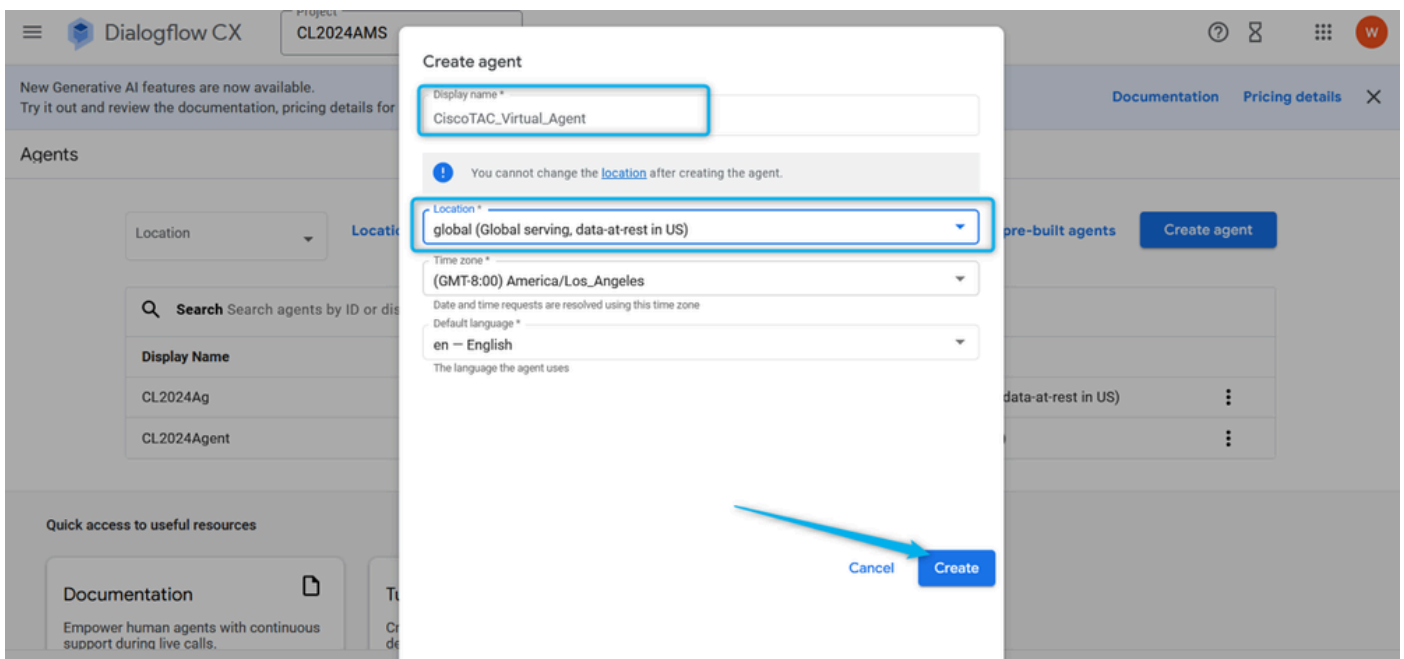 Project
Dialogflow CX
CL2024AMS
W
New Generative AI features are now available.
Try it out and review the documentation, pricing details for
Documentation
Pricing details
Agents
Location
pre-built agents
Create agent
Search Search agents by ID or
Display Name
CL2024Ag
data-at-rest in US)
CL2024Agent
Quick access to useful resources
Documentation
Empower human agents with continuous
support during live calls.
Create agent
Display name *
CiscoTAC_Virtual_Agent
You cannot change the location after creating the agent.
Location *
global (Global serving, data-at-rest in US)
Time zone *
(GMT-8:00) America/Los_Angeles
Date and time requests are resolved using this time zone
Default language *
en — English
The language the agent uses
Cancel
Create